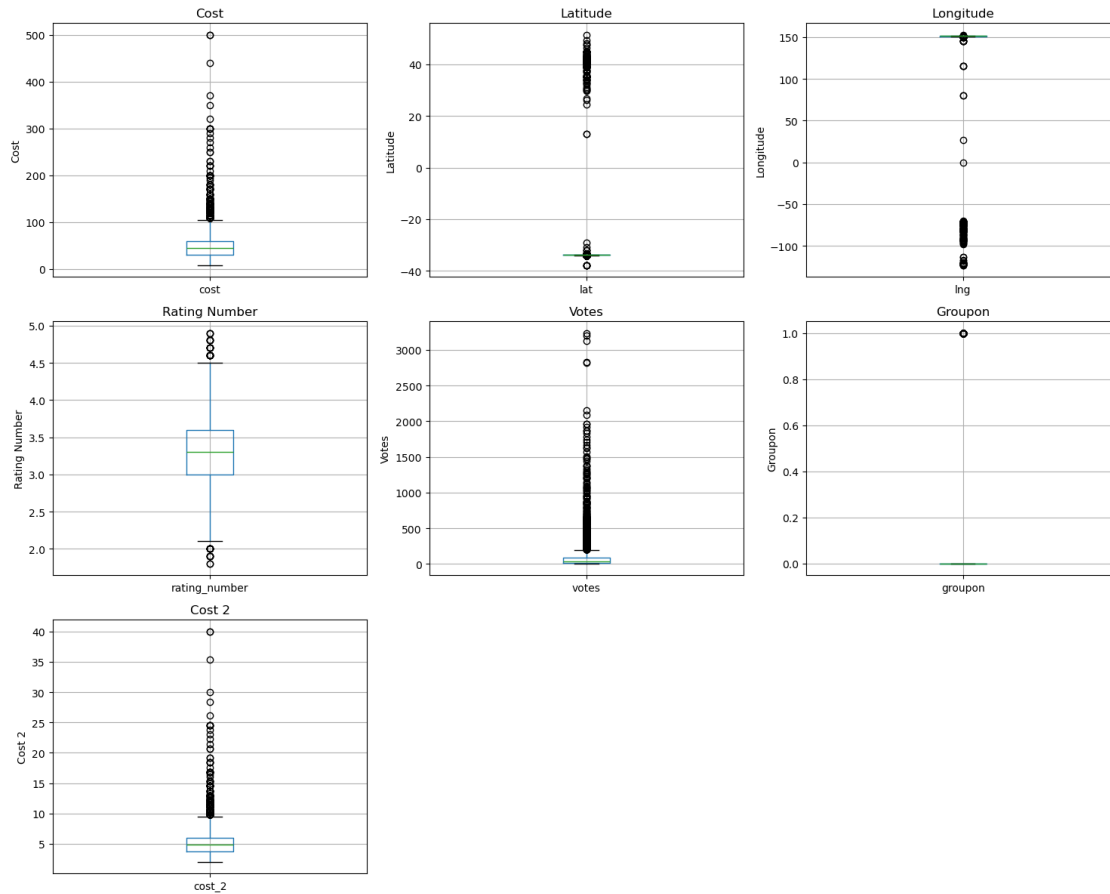 Cost
500
400
300
200
100
0
Cost
cost
Latitude
40
20
0
−20
−40
Latitude
lat
Longitude
150
100
50
0
−50
−100
Longitude
lng
Rating Number
5.0
4.5
4.0
3.5
3.0
2.5
2.0
Rating Number
rating_number
Votes
3000
2500
2000
1500
1000
500
0
Votes
votes
Groupon
1.0
0.8
0.6
0.4
0.2
0.0
Groupon
groupon
Cost 2
40
35
30
25
20
15
10
5
Cost 2
cost_2